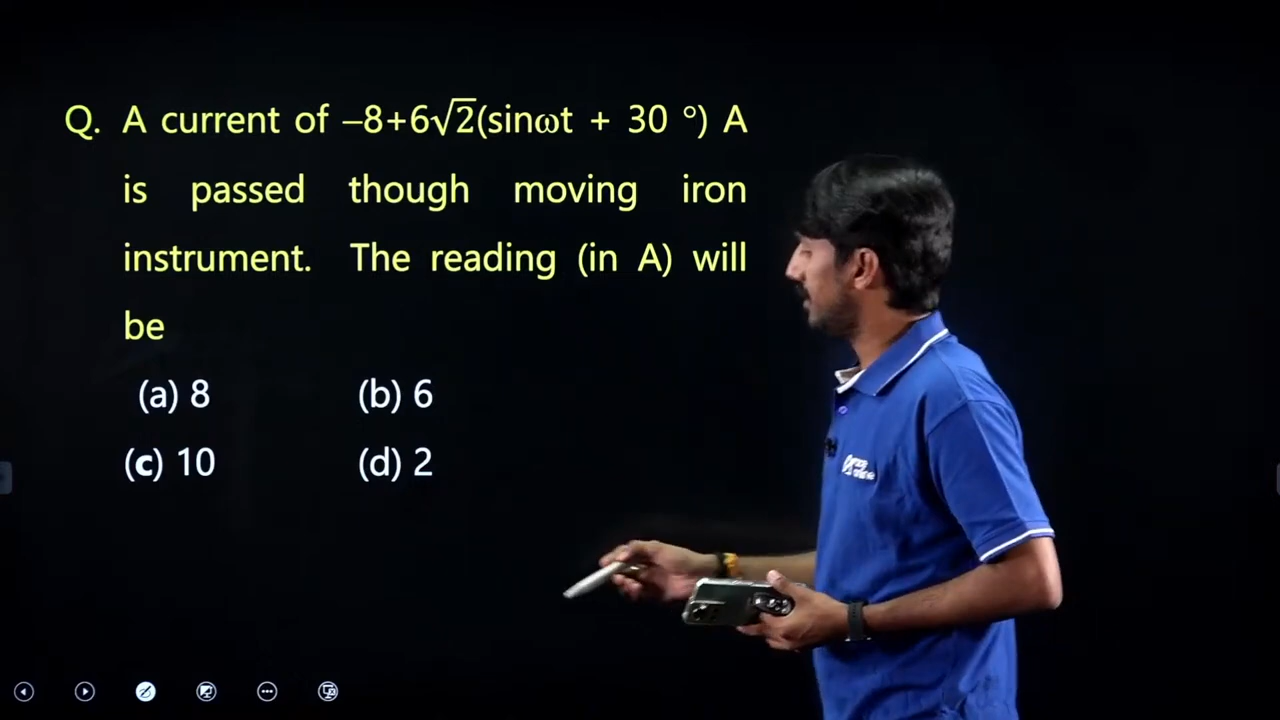 Q. A current of –8+6√2(sinωt + 30 °) A
is passed though moving iron
instrument. The reading (in A) will
be
(a) 8 (b) 6
(c) 10 (d) 2